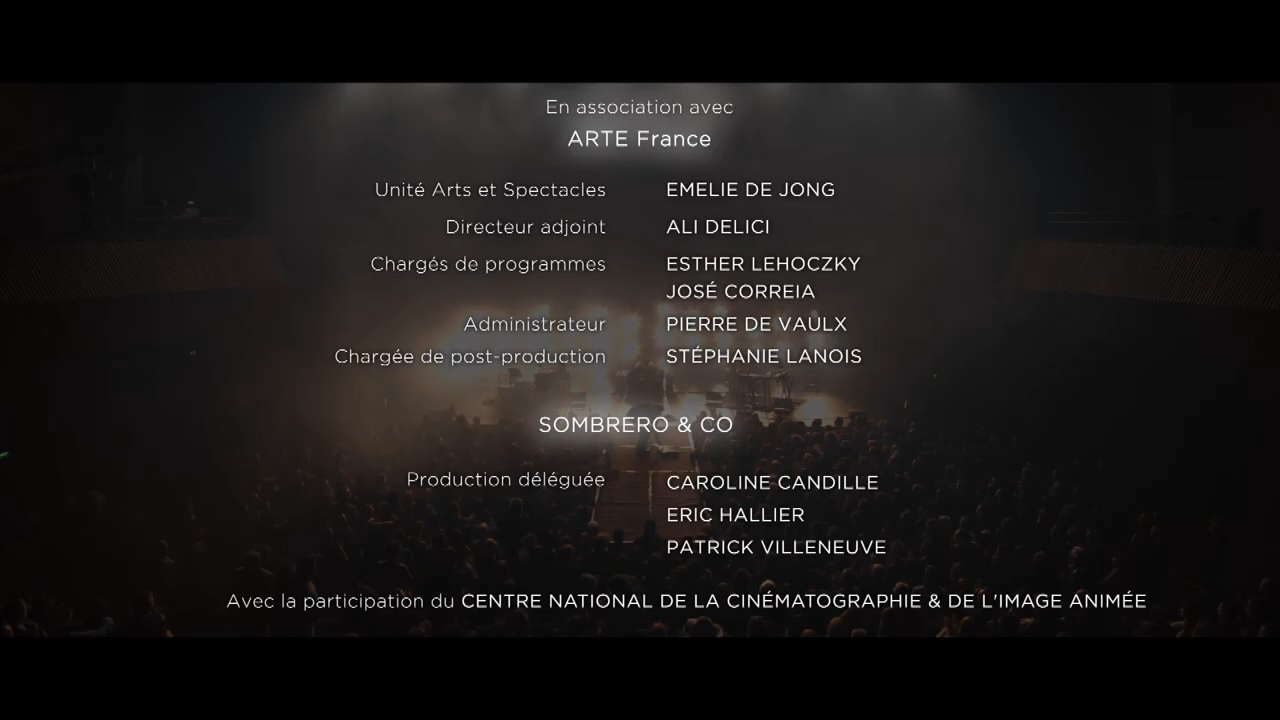 En association avec
ARTE France
Unité Arts et Spectacles EMELIE DE JONG
Directeur adjoint ALI DELICI
Chargés de programmes ESTHER LEHOCZKY
JOSÉ CORREIA
Administrateur PIERRE DE VAULX
Chargée de post-production STÉPHANIE LANOIS
SOMBRERO & CO
Production déléguée CAROLINE CANDILLE
ERIC HALLIER
PATRICK VILLENEUVE
Avec la participation du CENTRE NATIONAL DE LA CINÉMATOGRAPHIE & DE L'IMAGE ANIMÉE